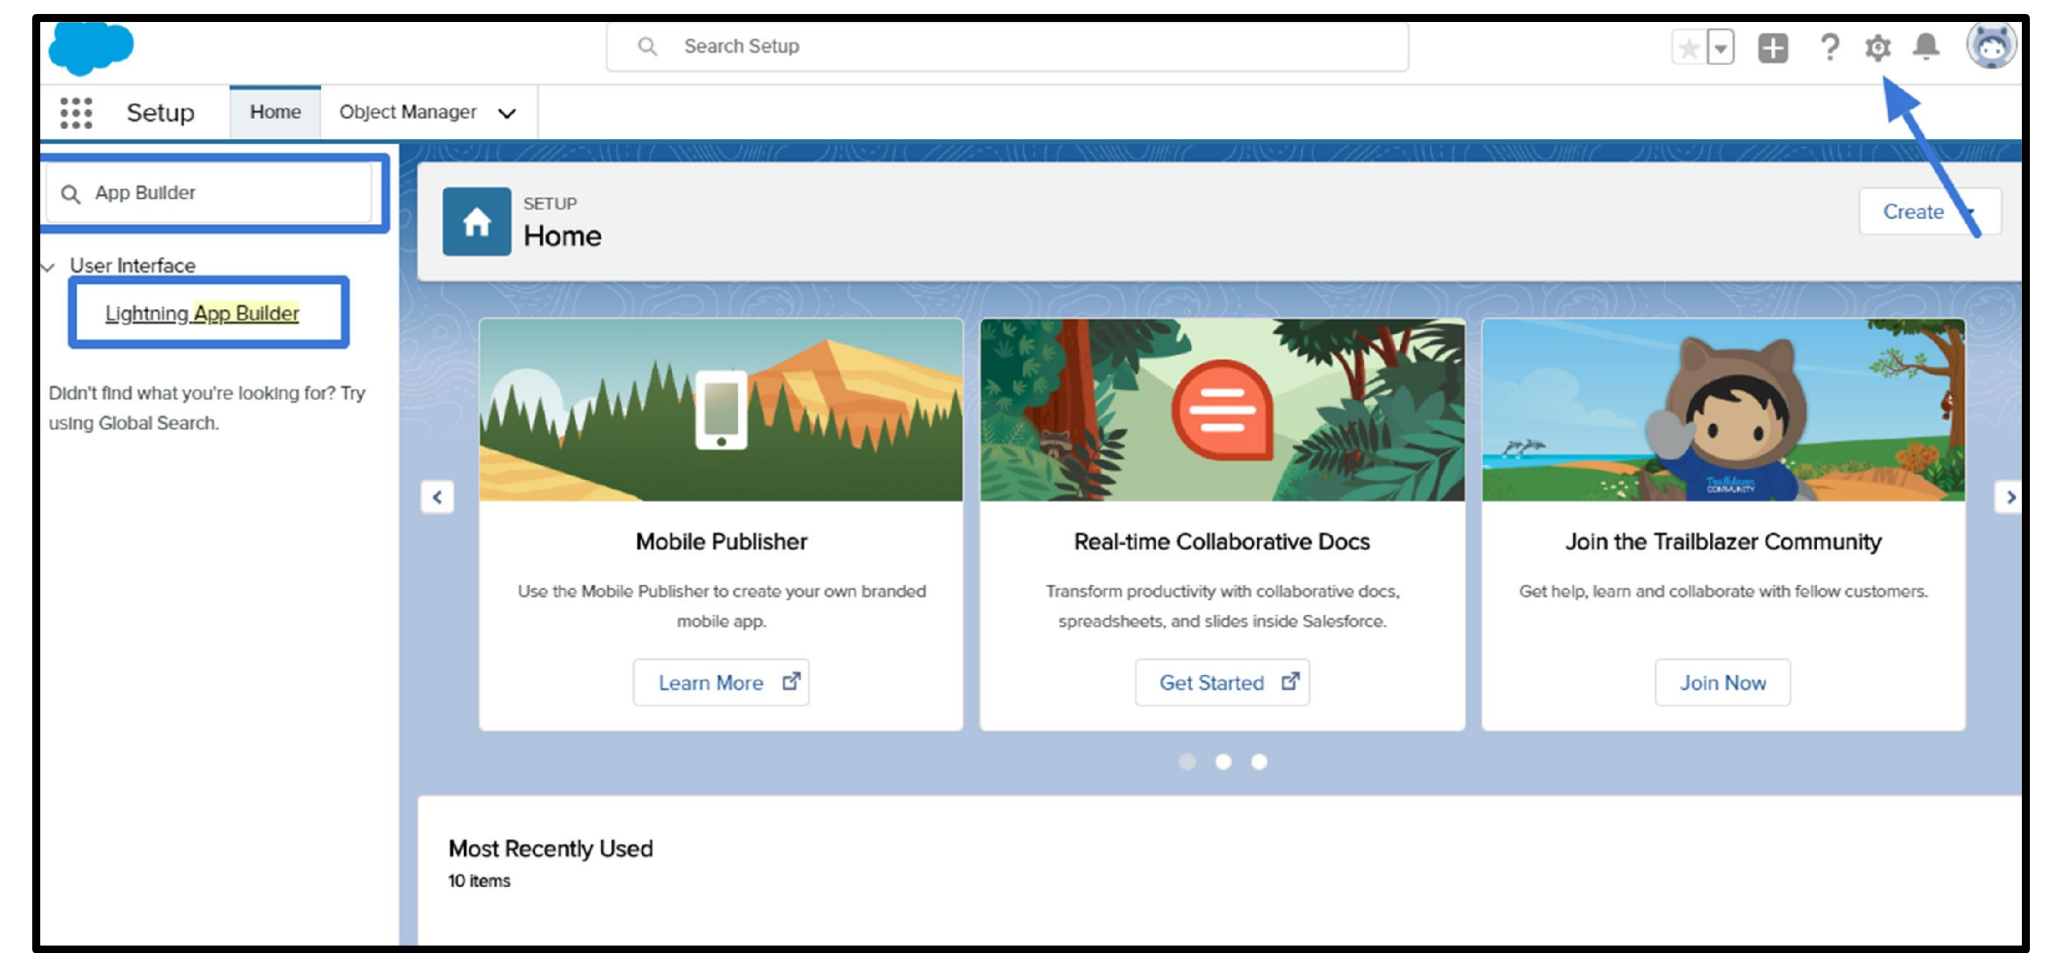 Search Setup
Setup
Home
Object Manager
App Builder
User Interface
Lightning App Builder
Didn't find what you're looking for? Try
using Global Search.
SETUP
Home
Create
Mobile Publisher
Use the Mobile Publisher to create your own branded
mobile app.
Learn More
Real-time Collaborative Docs
Transform productivity with collaborative docs,
spreadsheets, and slides inside Salesforce.
Get Started
Trailblazer
COMMUNITY
Join the Trailblazer Community
Get help, learn and collaborate with fellow customers.
Join Now
Most Recently Used
10 items